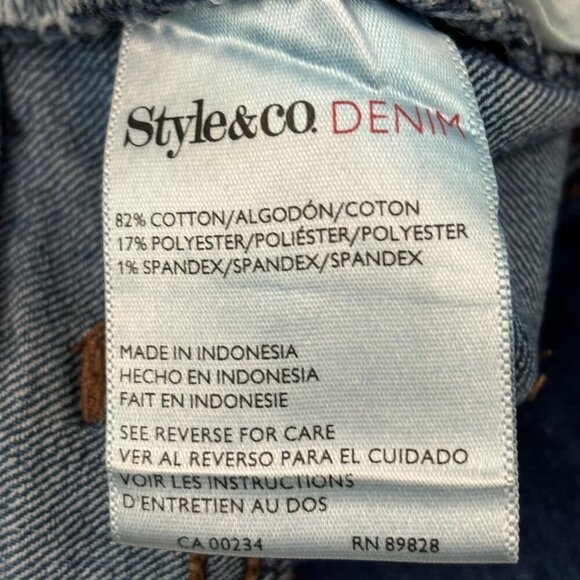 Style&co. DENIM
82% COTTON/ALGODÓN/COTON
17% POLYESTER/POLIÉSTER/POLYESTER
1% SPANDEX/SPANDEX/SPANDEX
MADE IN INDONESIA
HECHO EN INDONESIA
FAIT EN INDONESIE
SEE REVERSE FOR CARE
VER AL REVERSO PARA EL CUIDADO
VOIR LES INSTRUCTIONS
D'ENTRETIEN AU DOS
CA 00234 RN 89828